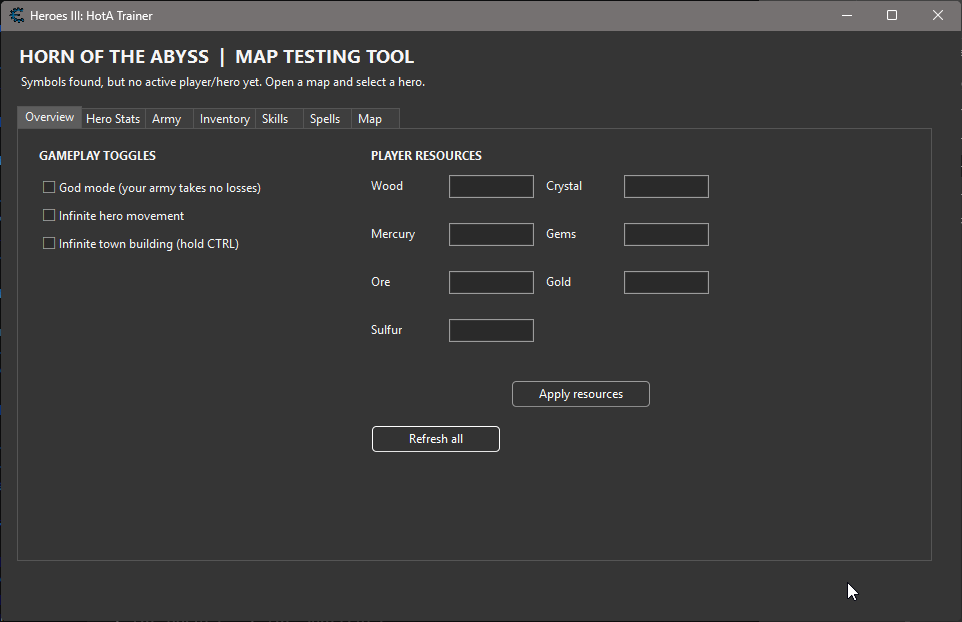 Heroes III: HotA Trainer
HORN OF THE ABYSS | MAP TESTING TOOL
Symbols found, but no active player/hero yet. Open a map and select a hero.
Overview Hero Stats Army Inventory Skills Spells Map
GAMEPLAY TOGGLES
God mode (your army takes no losses)
Infinite hero movement
Infinite town building (hold CTRL)
PLAYER RESOURCES
Wood Crystal
Mercury Gems
Ore Gold
Sulfur
Apply resources
Refresh all